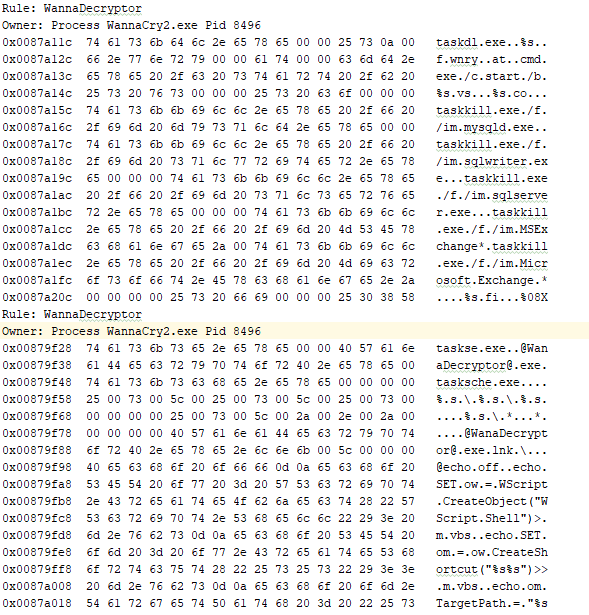 Rule: WannaDecryptor
Owner: Process WannaCry2.exe Pid 8496
0x0087a11c 74 61 73 6b 64 6c 2e 65 78 65 00 00 25 73 0a 00 taskdl.exe..%s..
0x0087a12c 66 2e 77 6e 72 79 00 00 61 74 00 00 63 6d 64 2e f.wnry..at..cmd.
0x0087a13c 65 78 65 20 2f 63 20 73 74 61 72 74 20 2f 62 20 exe./c.start./b.
0x0087a14c 25 73 20 76 73 00 00 00 25 73 20 63 6f 00 00 00 %s.vs...%s.co...
0x0087a15c 74 61 73 6b 6b 69 6c 6c 2e 65 78 65 20 2f 66 20 taskkill.exe./f.
0x0087a16c 2f 69 6d 20 6d 79 73 71 6c 64 2e 65 78 65 00 00 /im.mysqld.exe..
0x0087a17c 74 61 73 6b 6b 69 6c 6c 2e 65 78 65 20 2f 66 20 taskkill.exe./f.
0x0087a18c 2f 69 6d 20 73 71 6c 77 72 69 74 65 72 2e 65 78 /im.sqlwriter.ex
0x0087a19c 65 00 00 00 74 61 73 6b 6b 69 6c 6c 2e 65 78 65 e...taskkill.exe
0x0087a1ac 20 2f 66 20 2f 69 6d 20 73 71 6c 73 65 72 76 65 ./f./im.sqlserve
0x0087a1bc 72 2e 65 78 65 00 00 00 74 61 73 6b 6b 69 6c 6c r.exe...taskkill
0x0087a1cc 2e 65 78 65 20 2f 66 20 2f 69 6d 20 4d 53 45 78 .exe./f./im.MSEx
0x0087a1dc 63 68 61 6e 67 65 2a 00 74 61 73 6b 6b 69 6c 6c change*.taskkill
0x0087a1ec 2e 65 78 65 20 2f 66 20 2f 69 6d 20 4d 69 63 72 .exe./f./im.Micr
0x0087a1fc 6f 73 6f 66 74 2e 45 78 63 68 61 6e 67 65 2e 2a osoft.Exchange.*
0x0087a20c 00 00 00 00 25 73 20 66 69 00 00 00 25 30 38 58 ....%s.fi...%08X
Rule: WannaDecryptor
Owner: Process WannaCry2.exe Pid 8496
0x00879f28 74 61 73 6b 73 65 2e 65 78 65 00 00 40 57 61 6e taskse.exe..@Wan
0x00879f38 61 44 65 63 72 79 70 74 6f 72 40 2e 65 78 65 00 aDecryptor@.exe.
0x00879f48 74 61 73 6b 73 63 68 65 2e 65 78 65 00 00 00 00 tasksche.exe....
0x00879f58 25 00 73 00 5c 00 25 00 73 00 5c 00 25 00 73 00 %.s.\.%.s.\.%.s.
0x00879f68 00 00 00 00 25 00 73 00 5c 00 2a 00 2e 00 2a 00 ....%.s.\.*...*.
0x00879f78 00 00 00 00 40 57 61 6e 61 44 65 63 72 79 70 74 ....@WanaDecrypt
0x00879f88 6f 72 40 2e 65 78 65 2e 6c 6e 6b 00 5c 00 00 00 or@.exe.lnk.\...
0x00879f98 40 65 63 68 6f 20 6f 66 66 0d 0a 65 63 68 6f 20 @echo.off..echo.
0x00879fa8 53 45 54 20 6f 77 20 3d 20 57 53 63 72 69 70 74 SET.ow.=.WScript
0x00879fb8 2e 43 72 65 61 74 65 4f 62 6a 65 63 74 28 22 57 .CreateObject("W
0x00879fc8 53 63 72 69 70 74 2e 53 68 65 6c 6c 22 29 3e 20 Script.Shell")>.
0x00879fd8 6d 2e 76 62 73 0d 0a 65 63 68 6f 20 53 45 54 20 m.vbs..echo.SET.
0x00879fe8 6f 6d 20 3d 20 6f 77 2e 43 72 65 61 74 65 53 68 om.=.ow.CreateSh
0x00879ff8 6f 72 74 63 75 74 28 22 25 73 25 73 22 29 3e 3e ortcut("%s%s")>>
0x0087a008 20 6d 2e 76 62 73 0d 0a 65 63 68 6f 20 6f 6d 2e .m.vbs..echo.om.
0x0087a018 54 61 72 67 65 74 50 61 74 68 20 3d 20 22 25 73 TargetPath.=."%s